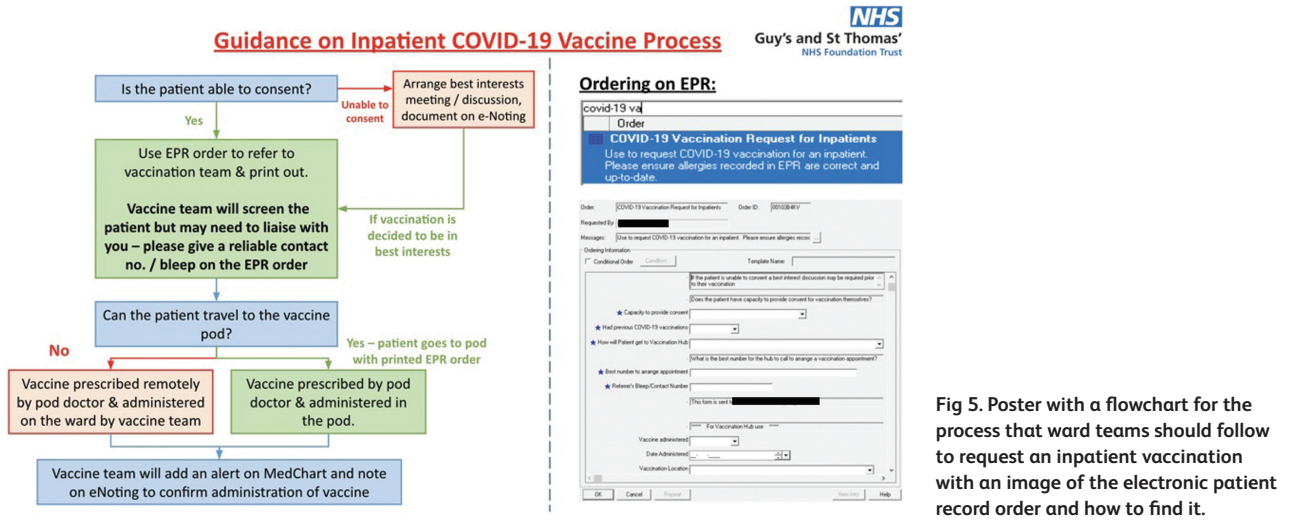 NHS
Guy's and St Thomas'
NHS Foundation Trust
Guidance on Inpatient COVID-19 Vaccine Process
Is the patient able to consent?
Unable to
consent
Arrange best interests
meeting / discussion,
document on e-Noting
Yes
Use EPR order to refer to
vaccination team & print out.
Vaccine team will screen the
patient but may need to liaise with
you – please give a reliable contact
no. / bleep on the EPR order
If vaccination is
decided to be in
best interests
Can the patient travel to the vaccine
pod?
No
Yes – patient goes to pod
with printed EPR order
Vaccine prescribed remotely
by pod doctor & administered
on the ward by vaccine team
Vaccine prescribed by pod
doctor & administered in
the pod.
Vaccine team will add an alert on MedChart and note
on eNoting to confirm administration of vaccine
Ordering on EPR:
covid-19 va
Order
COVID-19 Vaccination Request for Inpatients
Use to request COVID-19 vaccination for an inpatient.
Please ensure allergies recorded in EPR are correct and
up-to-date.
Order: COVID-19 Vaccination Request for Inpatients Order ID:
Requested By:
Messages: Use to request COVID-19 vaccination for an inpatient. Please ensure allergies recor ...
Ordering Information
Conditional Order Condition... Template Name:
If the patient is unable to consent a best interest discussion may be required prior
to their vaccination
Does the patient have capacity to provide consent for vaccination themselves?
Capacity to provide consent
Had previous COVID-19 vaccinations
How will Patient get to Vaccination Hub
What is the best number for the hub to call to arrange a vaccination appointment?
Best number to arrange appointment
Referrer's Bleep/Contact Number
This form is sent
**** For Vaccination Hub use ****
Vaccine administered
Date Administered
Vaccination Location
OK Cancel Repeat Item Info Help
Fig 5. Poster with a flowchart for the
process that ward teams should follow
to request an inpatient vaccination
with an image of the electronic patient
record order and how to find it.